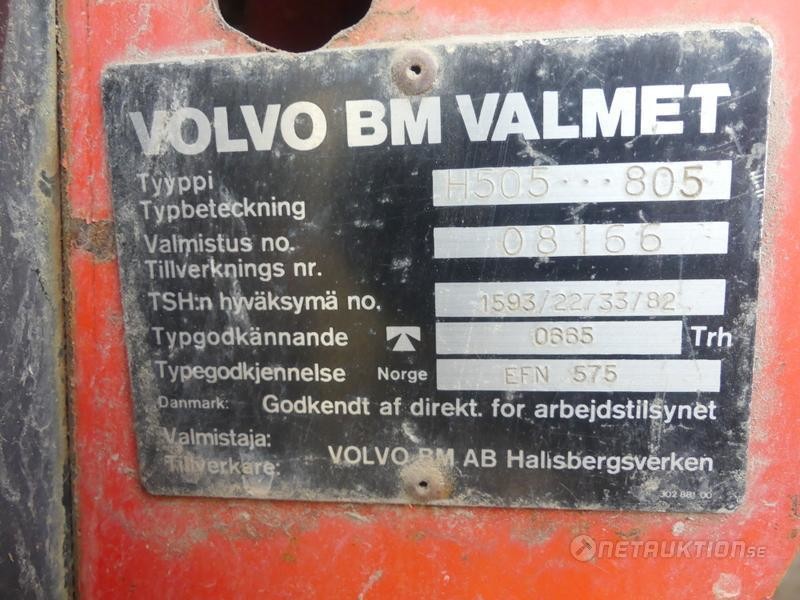 VOLVO BM VALMET
Tyyppi
Typbeteckning
H505···805
Valmistus no.
Tillverknings nr.
08166
TSH:n hyväksymä no. 1593/22733/82
Typgodkännande 0665 Trh
Typegodkjennelse Norge EFN 575
Danmark: Godkendt af direkt. for arbejdstilsynet
Valmistaja:
Tillverkare:
VOLVO BM AB Hallsbergsverken
302 881 00
NETAUKTION.SE